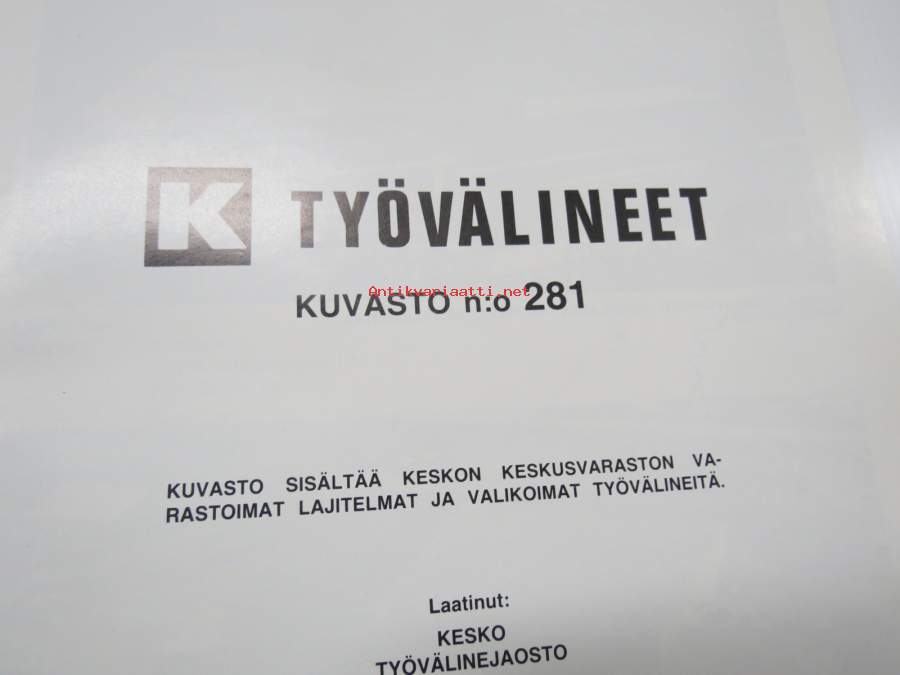 K TYÖVÄLINEET
Antikvariaatti.net
KUVASTO n:o 281
KUVASTO SISÄLTÄÄ KESKON KESKUSVARASTON VA-
RASTOIMAT LAJITELMAT JA VALIKOIMAT TYÖVÄLINEITÄ.
Laatinut:
KESKO
TYÖVÄLINEJAOSTO